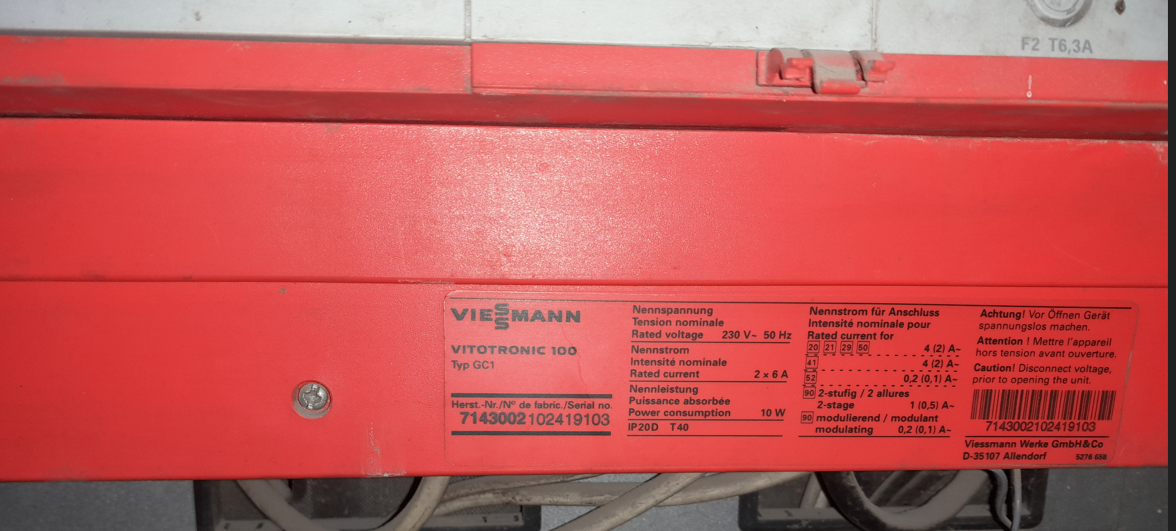 F2 T6,3A
VIESSMANN
VITOTRONIC 100
Typ GC1
Herst.-Nr./Nº de fabric./Serial no.
7143002102419103
Nennspannung
Tension nominale
Rated voltage 230 V~ 50 Hz
Nennstrom
Intensité nominale
Rated current 2 x 6 A
Nennleistung
Puissance absorbée
Power consumption 10 W
IP20D T40
Nennstrom für Anschluss
Intensité nominale pour
Rated current for
20 21 29 50 4 (2) A~
41 4 (2) A~
52 0,2 (0,1) A~
90 2-stufig / 2 allures
2-stage 1 (0,5) A~
90 modulierend / modulant
modulating 0,2 (0,1) A~
Achtung! Vor Öffnen Gerät
spannungslos machen.
Attention ! Mettre l'appareil
hors tension avant ouverture.
Caution! Disconnect voltage,
prior to opening the unit.
7143002102419103
Viessmann Werke GmbH&Co
D-35107 Allendorf 5276 658